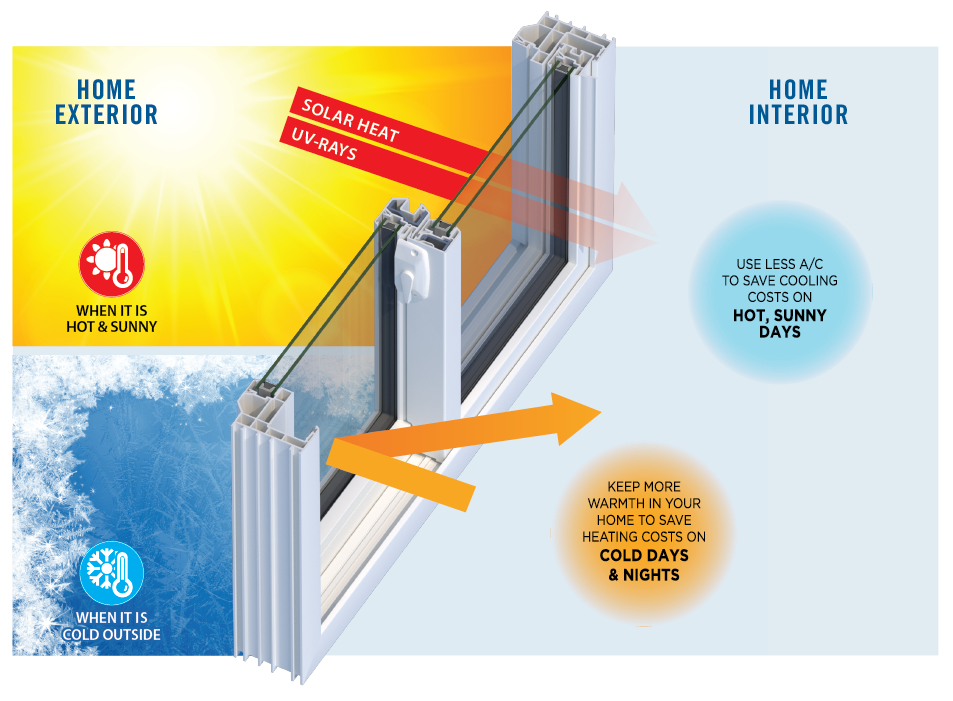 HOME
EXTERIOR
SOLAR HEAT
UV-RAYS
HOME
INTERIOR
WHEN IT IS
HOT & SUNNY
USE LESS A/C
TO SAVE COOLING
COSTS ON
HOT, SUNNY
DAYS
KEEP MORE
WARMTH IN YOUR
HOME TO SAVE
HEATING COSTS ON
COLD DAYS
& NIGHTS
WHEN IT IS
COLD OUTSIDE